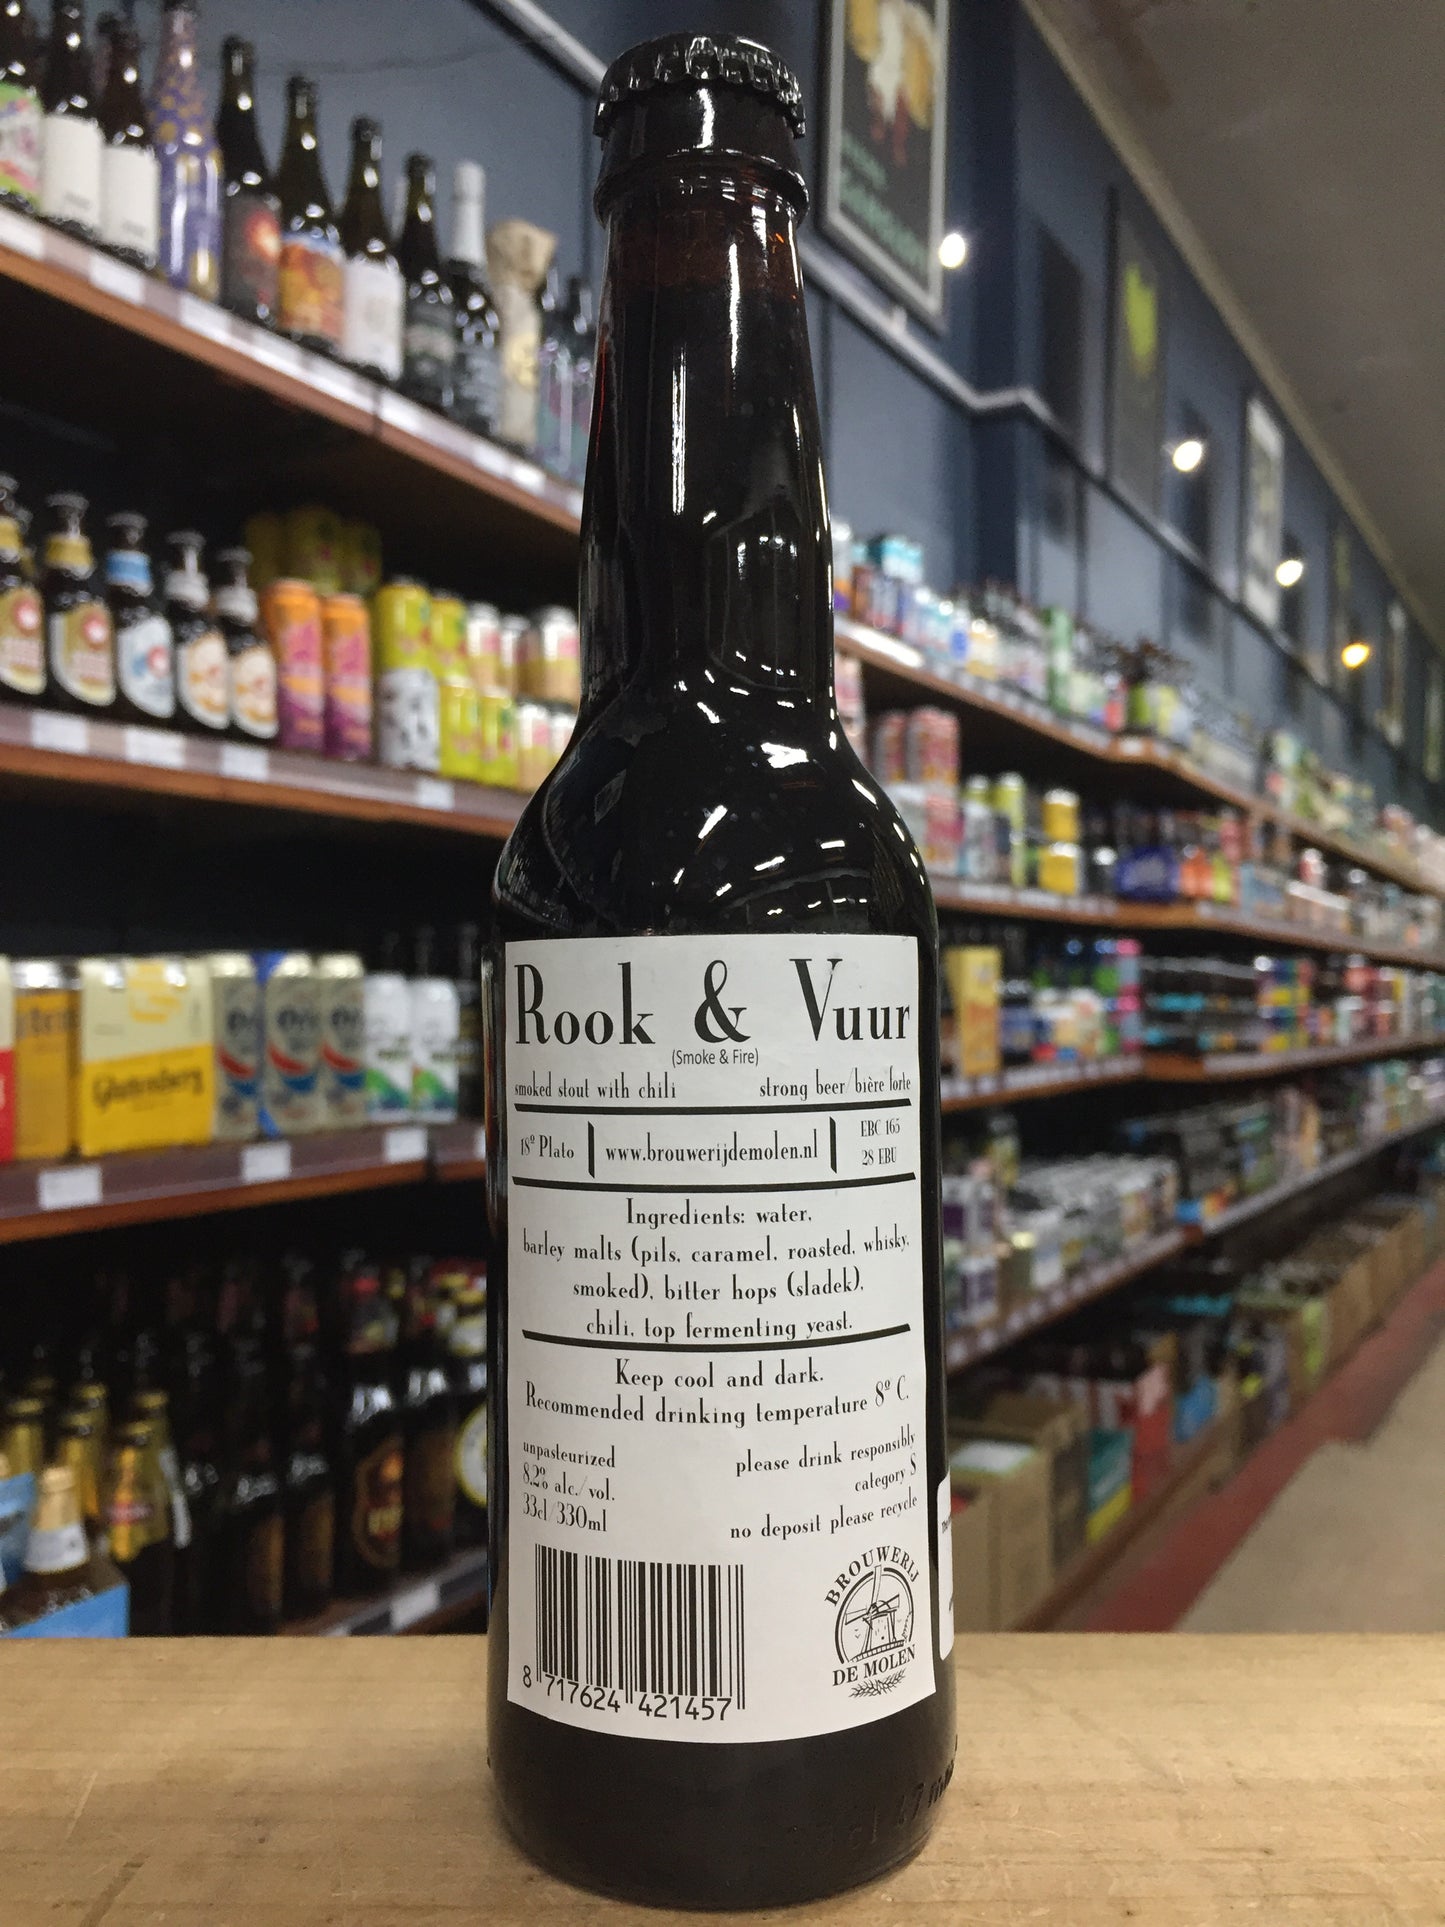 Rook & Vuur
(Smoke & Fire)
smoked stout with chili strong beer/bière forte
18º Plato www.brouwerijdemolen.nl EBC 165
28 EBU
Ingredients: water,
barley malts (pils, caramel, roasted, whisky,
smoked), bitter hops (sladek),
chili, top fermenting yeast.
Keep cool and dark.
Recommended drinking temperature 8º C.
unpasteurized
8.2% alc./vol.
33cl/330ml
please drink responsibly
category S
no deposit please recycle
8 717624 421457
BROUWERIJ
DE MOLEN
Glutenberg